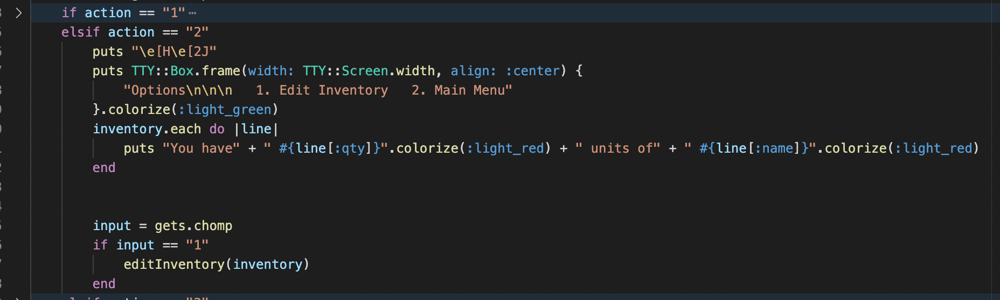 if action == "1"⋯
elsif action == "2"
puts "\e[H\e[2J"
puts TTY::Box.frame(width: TTY::Screen.width, align: :center) {
"Options\n\n\n   1. Edit Inventory   2. Main Menu"
}.colorize(:light_green)
inventory.each do |line|
puts "You have" + " #{line[:qty]}".colorize(:light_red) + " units of" + " #{line[:name]}".colorize(:light_red)
end
input = gets.chomp
if input == "1"
editInventory(inventory)
end